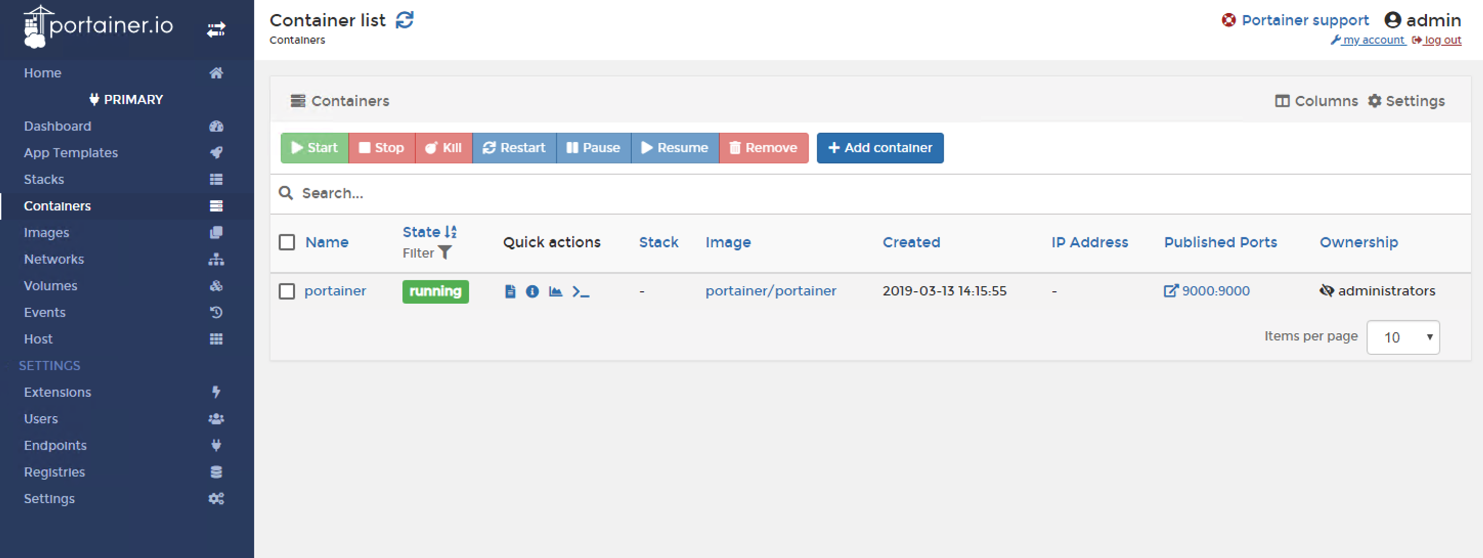 portainer.io
Home
PRIMARY
Dashboard
App Templates
Stacks
Containers
Images
Networks
Volumes
Events
Host
SETTINGS
Extensions
Users
Endpoints
Registries
Settings
Container list
Containers
Portainer support admin
my account log out
Containers
Columns Settings
Start Stop Kill Restart Pause Resume Remove Add container
Search...
Name State Filter Quick actions Stack Image Created IP Address Published Ports Ownership
portainer running - portainer/portainer 2019-03-13 14:15:55 - 9000:9000 administrators
Items per page 10